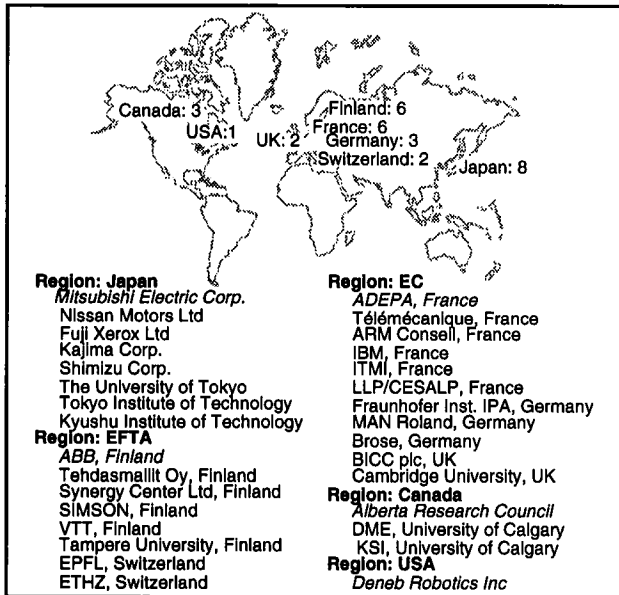 Canada: 3
USA:1
UK: 2
Finland: 6
France: 6
Germany: 3
Switzerland: 2
Japan: 8
Region: Japan
Mitsubishi Electric Corp.
Nissan Motors Ltd
Fuji Xerox Ltd
Kajima Corp.
Shimizu Corp.
The University of Tokyo
Tokyo Institute of Technology
Kyushu Institute of Technology
Region: EFTA
ABB, Finland
Tehdasmallit Oy, Finland
Synergy Center Ltd, Finland
SIMSON, Finland
VTT, Finland
Tampere University, Finland
EPFL, Switzerland
ETHZ, Switzerland
Region: EC
ADEPA, France
Télémécanique, France
ARM Conseil, France
IBM, France
ITMI, France
LLP/CESALP, France
Fraunhofer Inst. IPA, Germany
MAN Roland, Germany
Brose, Germany
BICC plc, UK
Cambridge University, UK
Region: Canada
Alberta Research Council
DME, University of Calgary
KSI, University of Calgary
Region: USA
Deneb Robotics Inc